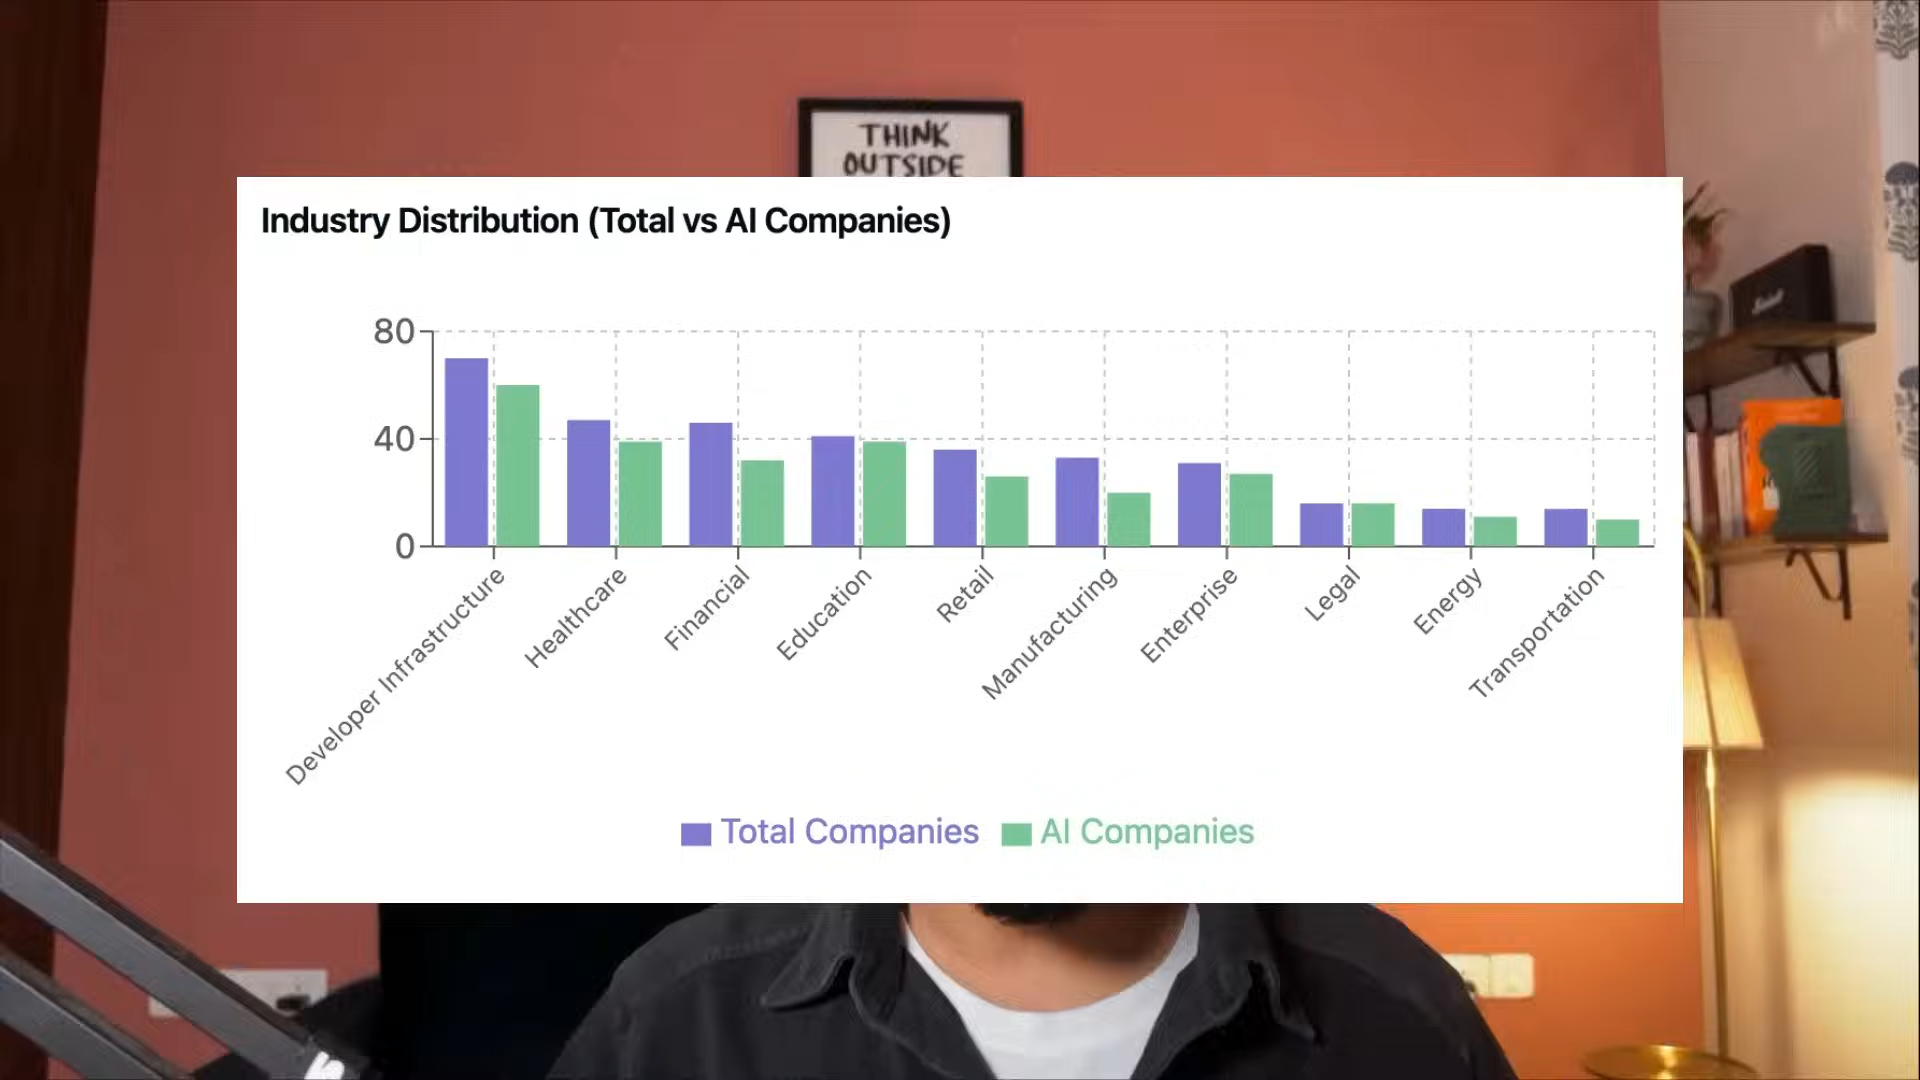 THINK
OUTSIDE
Industry Distribution (Total vs AI Companies)
80
40
0
Developer Infrastructure
Healthcare
Financial
Education
Retail
Manufacturing
Enterprise
Legal
Energy
Transportation
Total Companies
AI Companies
Marshall